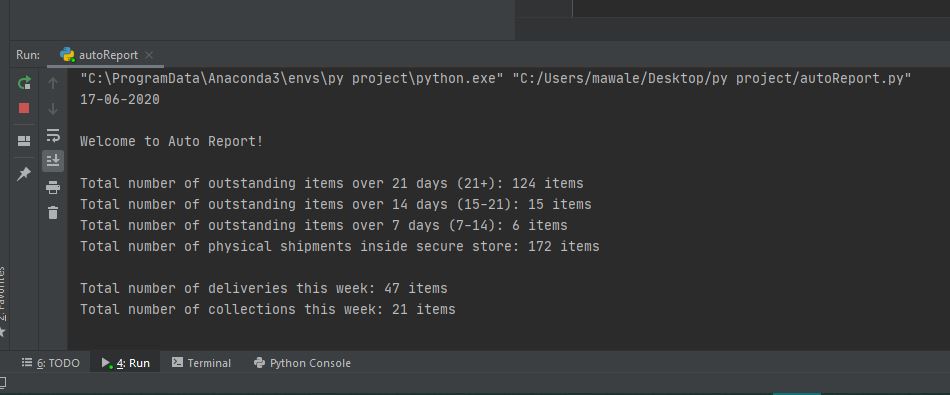 Run: autoReport
"C:\ProgramData\Anaconda3\envs\py project\python.exe" "C:/Users/mawale/Desktop/py project/autoReport.py"
17-06-2020
Welcome to Auto Report!
Total number of outstanding items over 21 days (21+): 124 items
Total number of outstanding items over 14 days (15-21): 15 items
Total number of outstanding items over 7 days (7-14): 6 items
Total number of physical shipments inside secure store: 172 items
Total number of deliveries this week: 47 items
Total number of collections this week: 21 items
2: Favorites
6: TODO 4: Run Terminal Python Console